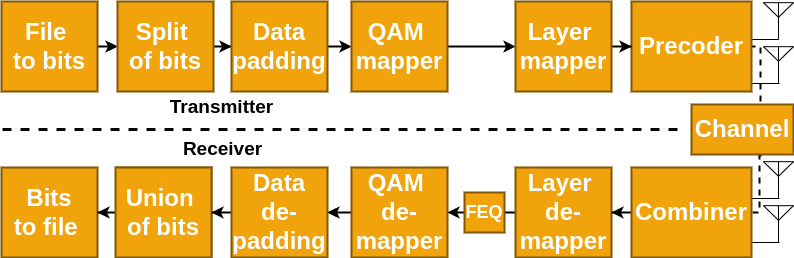 File
to bits
Split
of bits
Data
padding
QAM
mapper
Layer
mapper
Precoder
Transmitter
Channel
Receiver
Bits
to file
Union
of bits
Data
de-
padding
QAM
de-
mapper
FEQ
Layer
de-
mapper
Combiner